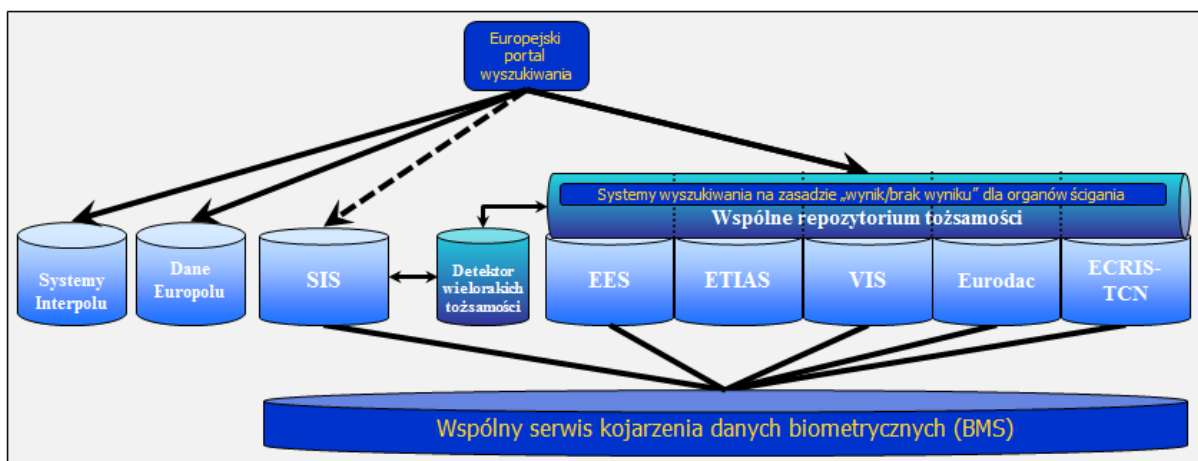 Europejski
portal
wyszukiwania
Systemy wyszukiwania na zasadzie „wynik/brak wyniku” dla organów ścigania
Wspólne repozytorium tożsamości
Systemy
Interpolu
Dane
Europolu
SIS
Detektor
wielorakich
tożsamości
EES
ETIAS
VIS
Eurodac
ECRIS-
TCN
Wspólny serwis kojarzenia danych biometrycznych (BMS)